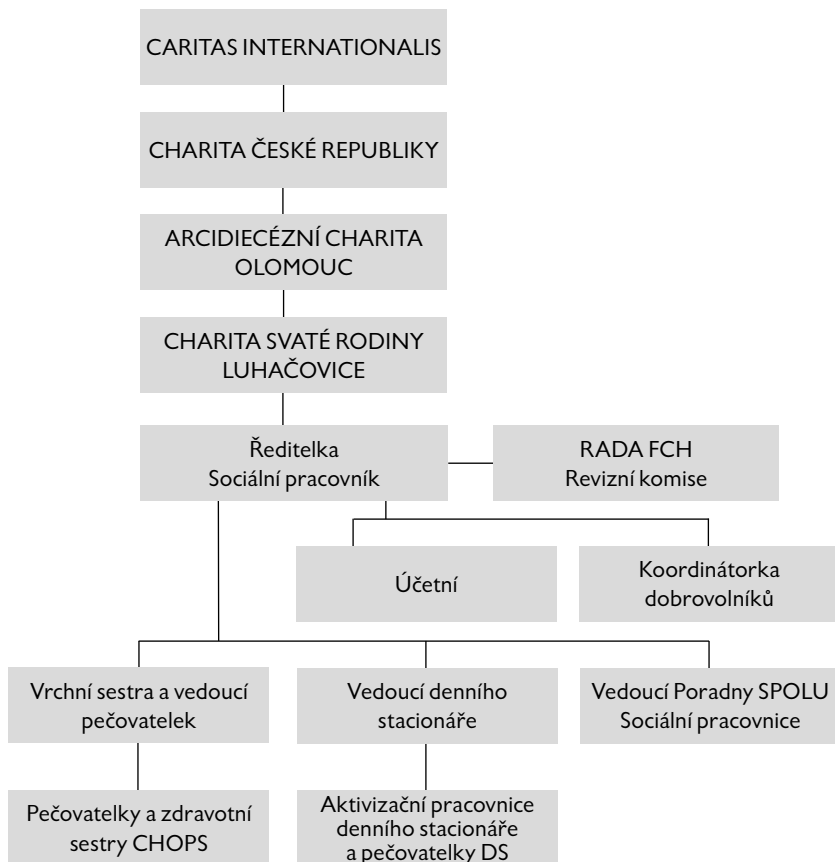 CARITAS INTERNATIONALIS
CHARITA ČESKÉ REPUBLIKY
ARCIDIECÉZNÍ CHARITA
OLOMOUC
CHARITA SVATÉ RODINY
LUHAČOVICE
Ředitelka
Sociální pracovník
RADA FCH
Revizní komise
Účetní
Koordinátorka
dobrovolníků
Vrchní sestra a vedoucí
pečovatelek
Vedoucí denního
stacionáře
Vedoucí Poradny SPOLU
Sociální pracovnice
Pečovatelky a zdravotní
sestry CHOPS
Aktivizační pracovnice
denního stacionáře
a pečovatelky DS